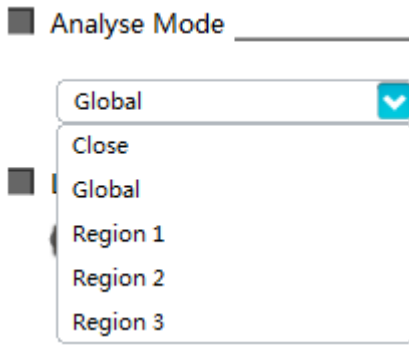 Analyse Mode
Global
Close
Global
Region 1
Region 2
Region 3